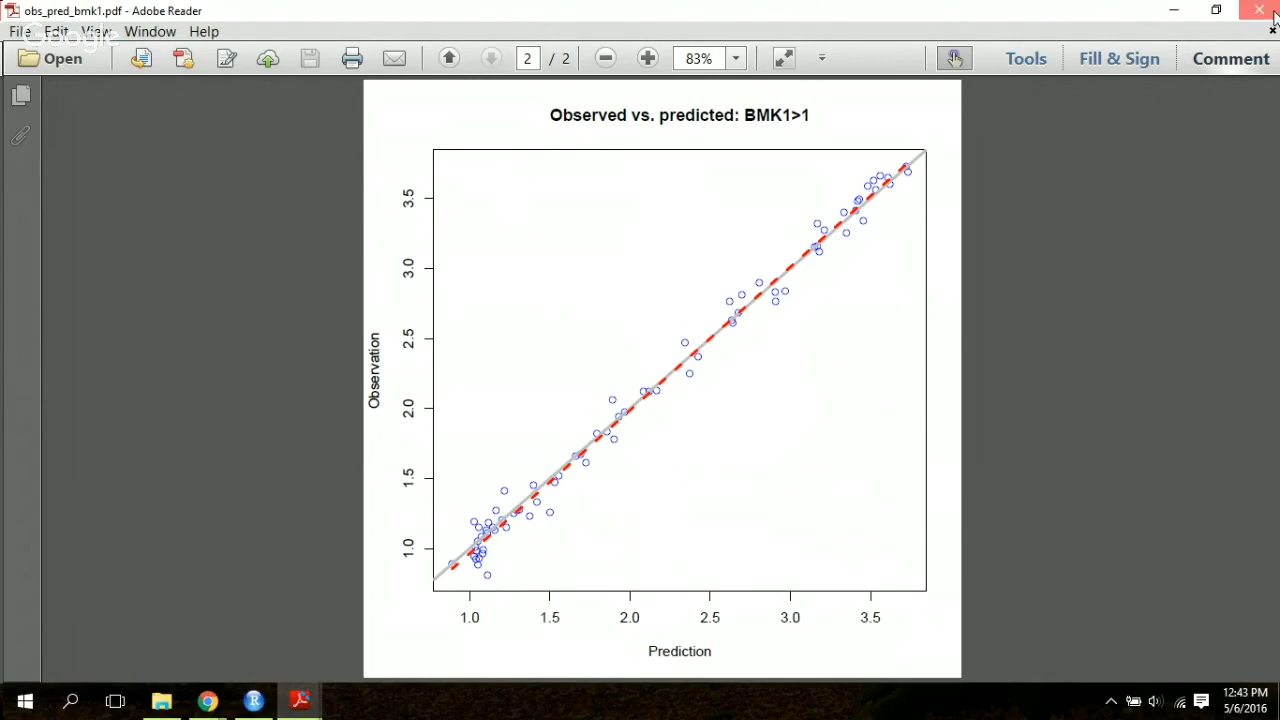 obs_pred_bmk1.pdf - Adobe Reader
File Edit View Window Help
Google
Open 2 / 2 83% Tools Fill & Sign Comment
Observed vs. predicted: BMK1>1
3.5
3.0
2.5
2.0
1.5
1.0
Observation
1.0 1.5 2.0 2.5 3.0 3.5
Prediction
12:43 PM
5/6/2016